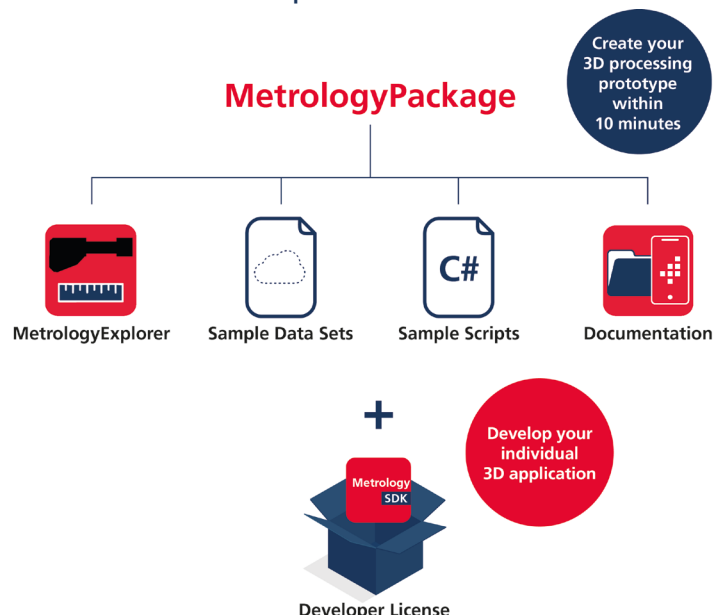 MetrologyPackage
Create your
3D processing
prototype
within
10 minutes
C#
MetrologyExplorer
Sample Data Sets
Sample Scripts
Documentation
+
Develop your
individual
3D application
Metrology
SDK
Developer License